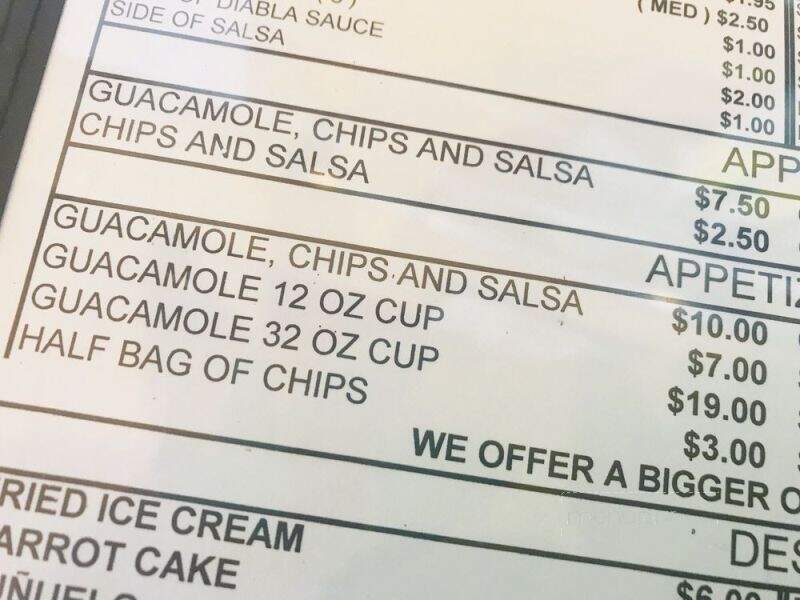 ( MED ) $2.50
DIABLA SAUCE $1.00
SIDE OF SALSA $1.00
$2.00
$1.00
APP
GUACAMOLE, CHIPS AND SALSA $7.50
CHIPS AND SALSA $2.50
APPETI
GUACAMOLE, CHIPS AND SALSA $10.00
GUACAMOLE 12 OZ CUP $7.00
GUACAMOLE 32 OZ CUP $19.00
HALF BAG OF CHIPS $3.00
WE OFFER A BIGGER
DES
RIED ICE CREAM
ARROT CAKE